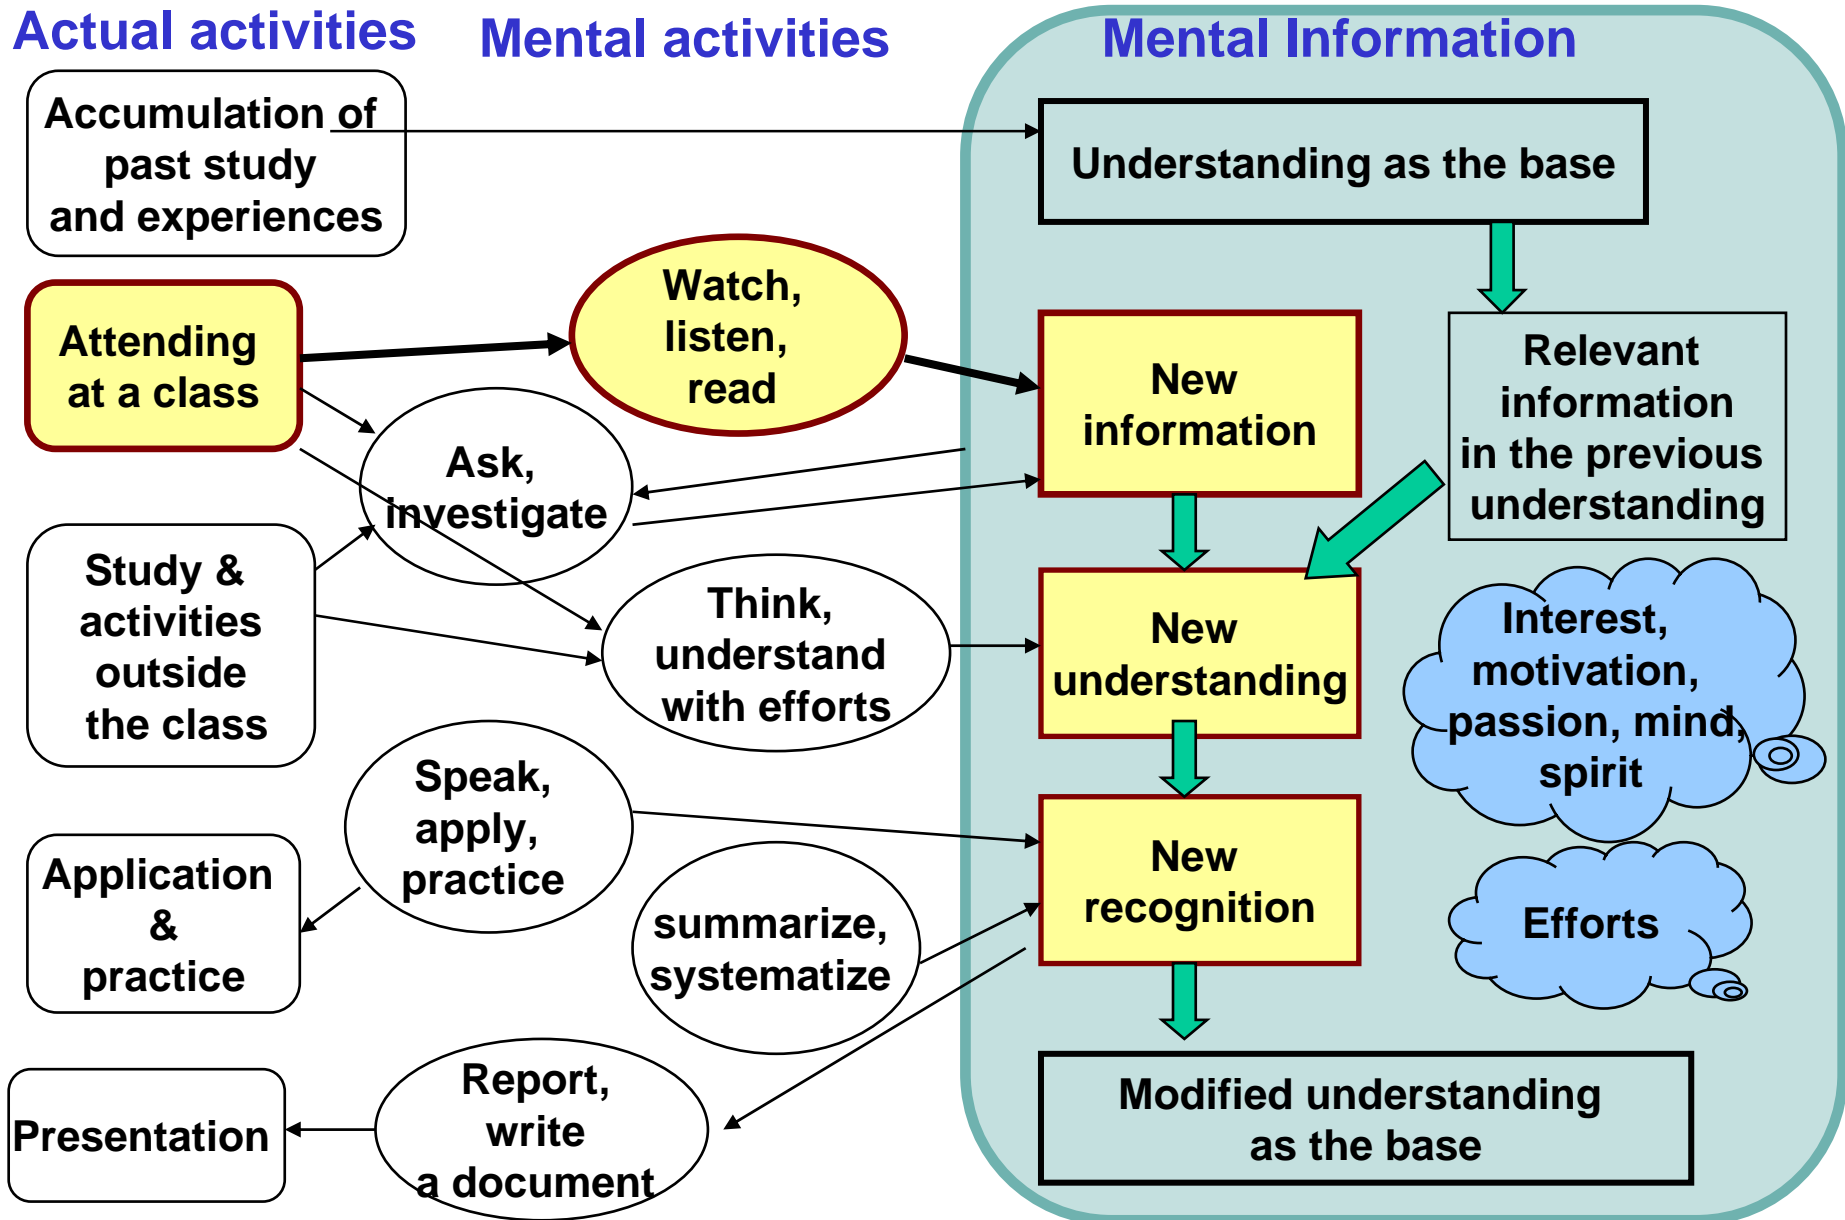 Actual activities
Mental activities
Mental Information
Accumulation of
past study
and experiences
Understanding as the base
Attending
at a class
Watch,
listen,
read
New
information
Relevant
information
in the previous
understanding
Ask,
investigate
Study &
activities
outside
the class
Think,
understand
with efforts
New
understanding
Interest,
motivation,
passion, mind,
spirit
Speak,
apply,
practice
Application
&
practice
summarize,
systematize
New
recognition
Efforts
Presentation
Report,
write
a document
Modified understanding
as the base